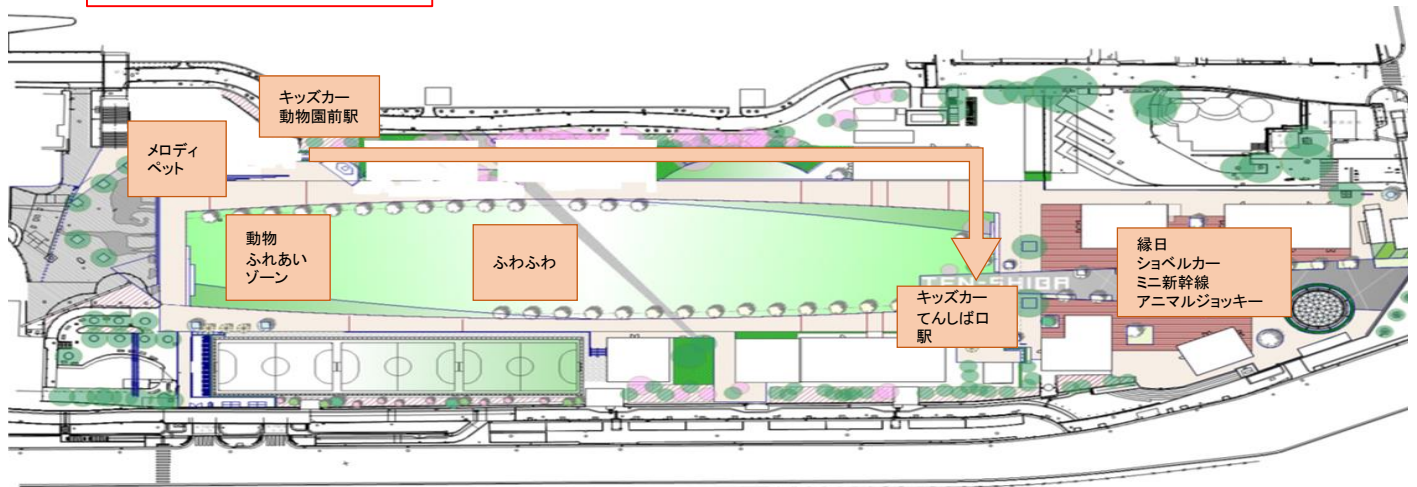 キッズカー
動物園前駅
メロディ
ペット
動物
ふれあい
ゾーン
ふわふわ
縁日
ショベルカー
ミニ新幹線
アニマルジョッキー
TEN-SHIBA
キッズカー
てんしば口
駅